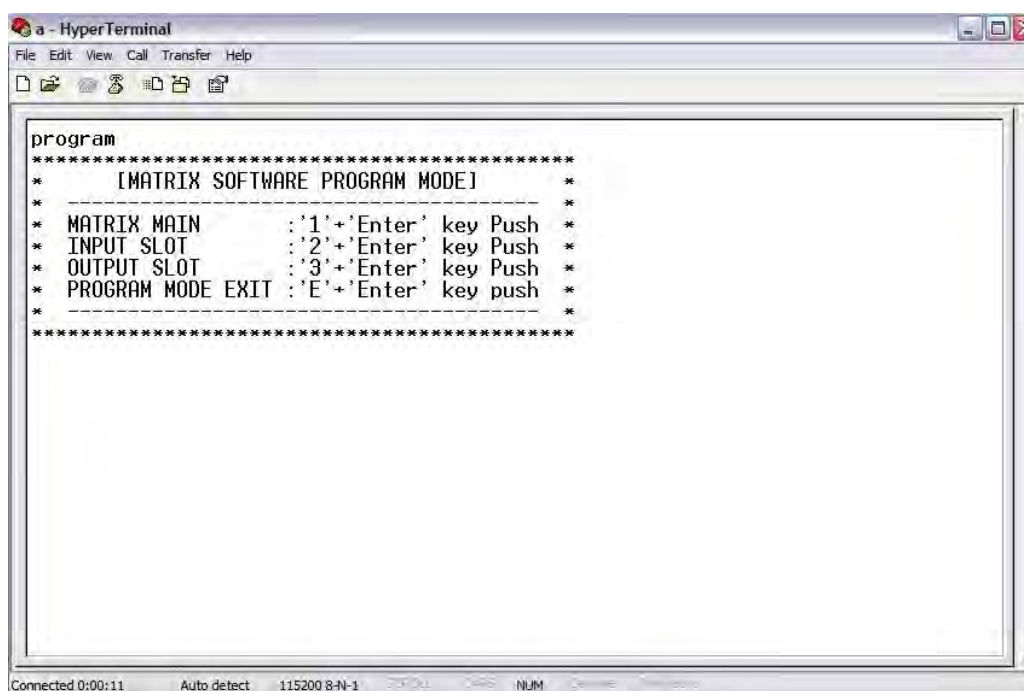 a - HyperTerminal
File Edit View Call Transfer Help
program
**********************************************
* [MATRIX SOFTWARE PROGRAM MODE] *
* ---------------------------------------- *
* MATRIX MAIN :'1'+'Enter' key Push *
* INPUT SLOT :'2'+'Enter' key Push *
* OUTPUT SLOT :'3'+'Enter' key Push *
* PROGRAM MODE EXIT :'E'+'Enter' key push *
* ---------------------------------------- *
**********************************************
Connected 0:00:11 Auto detect 115200 8-N-1 NUM